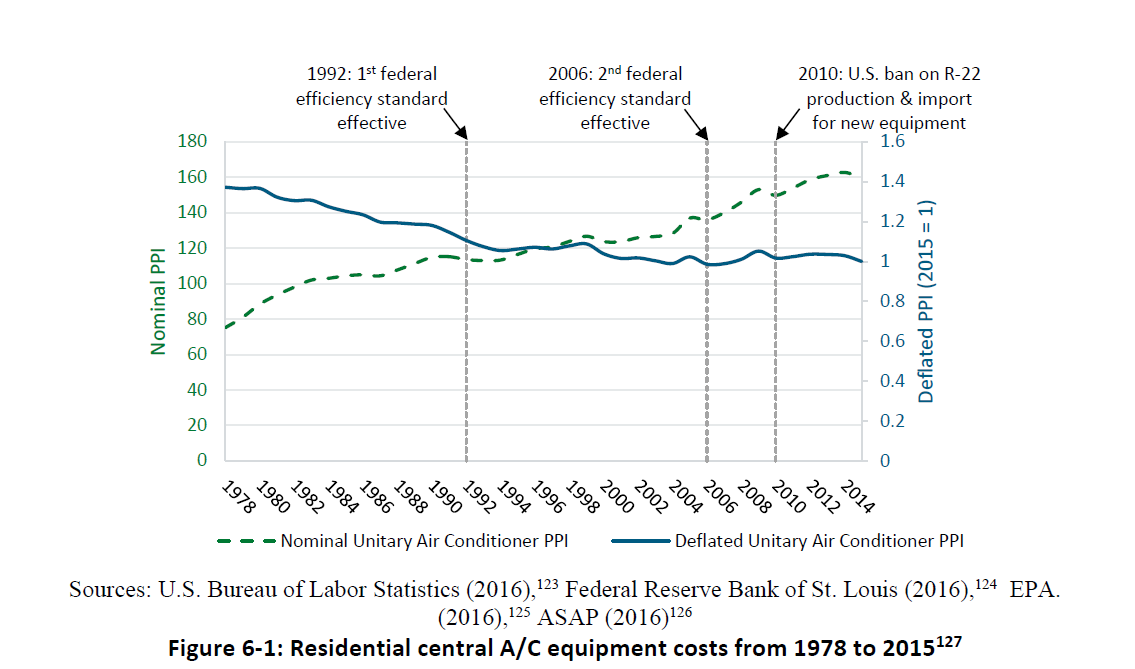 1992: 1st federal
efficiency standard
effective
2006: 2nd federal
efficiency standard
effective
2010: U.S. ban on R-22
production & import
for new equipment
Nominal PPI
180
160
140
120
100
80
60
40
20
0
Deflated PPI (2015 = 1)
1.6
1.4
1.2
1
0.8
0.6
0.4
0.2
0
1978
1980
1982
1984
1986
1988
1990
1992
1994
1996
1998
2000
2002
2004
2006
2008
2010
2012
2014
Nominal Unitary Air Conditioner PPI
Deflated Unitary Air Conditioner PPI
Sources: U.S. Bureau of Labor Statistics (2016),123 Federal Reserve Bank of St. Louis (2016),124 EPA.
(2016),125 ASAP (2016)126
Figure 6-1: Residential central A/C equipment costs from 1978 to 2015127